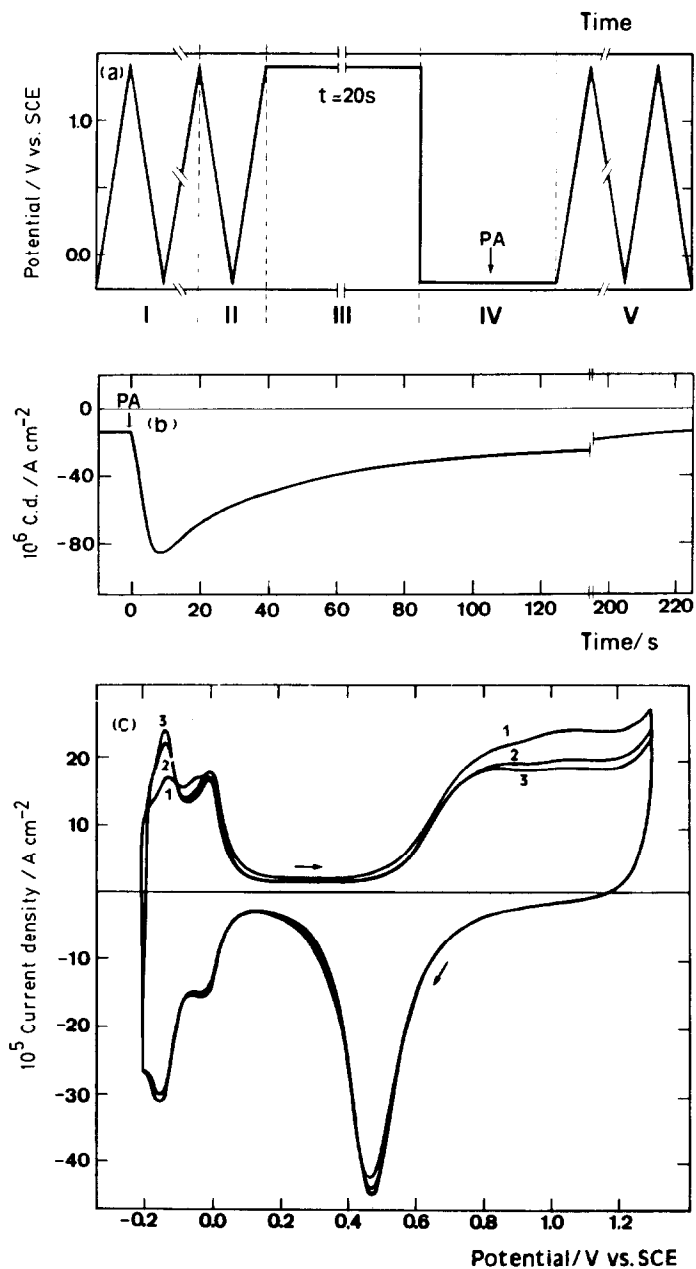 Time
(a)
t=20s
1.0
0.0
PA
Potential / V vs. SCE
I II III IV V
PA
(b)
0
-40
-80
10⁶ C.d. / A cm⁻²
0 20 40 60 80 100 120 200 220
Time/s
(c)
3
2
1
1
2
3
20
10
-10
-20
-30
-40
10⁵ Current density / A cm⁻²
-0.2 0.0 0.2 0.4 0.6 0.8 1.0 1.2
Potential/V vs. SCE